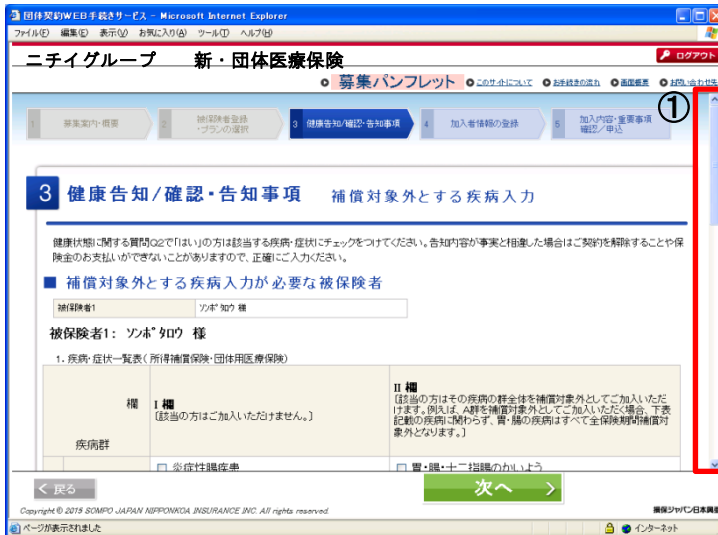 団体契約WEB手続きサービス - Microsoft Internet Explorer
ファイル(F) 編集(E) 表示(V) お気に入り(A) ツール(T) ヘルプ(H)
ニチイグループ 新・団体医療保険
ログアウト
募集パンフレット このサイトについて お手続きの流れ 画面概要 お問い合わせ先
①
1 募集案内・概要
2 被保険者登録・プランの選択
3 健康告知/確認・告知事項
4 加入者情報の登録
5 加入内容・重要事項確認/申込
3 健康告知/確認・告知事項 補償対象外とする疾病入力
健康状態に関する質問Q2で「はい」の方は該当する疾病・症状にチェックをつけてください。告知内容が事実と相違した場合はご契約を解除することや保
険金のお支払いができないことがありますので、正確にご入力ください。
■ 補償対象外とする疾病入力が必要な被保険者
被保険者1 ソンポ タロウ 様
被保険者1: ソンポ タロウ 様
1. 疾病・症状一覧表(所得補償保険・団体用医療保険)
欄
疾病群
I 欄
〔該当の方はご加入いただけません。〕
II 欄
〔該当の方はその疾病の群全体を補償対象外としてご加入いただ
けます。例えば、A群を補償対象外としてご加入いただく場合、下表
記載の疾病に関わらず、胃・腸の疾病はすべて全保険期間補償対
象外となります。〕
炎症性腸疾患
胃・腸・十二指腸のかいよう
< 戻る
次へ >
Copyright © 2015 SOMPO JAPAN NIPPONKOA INSURANCE INC. All rights reserved.
損保ジャパン日本興亜
ページが表示されました
インターネット